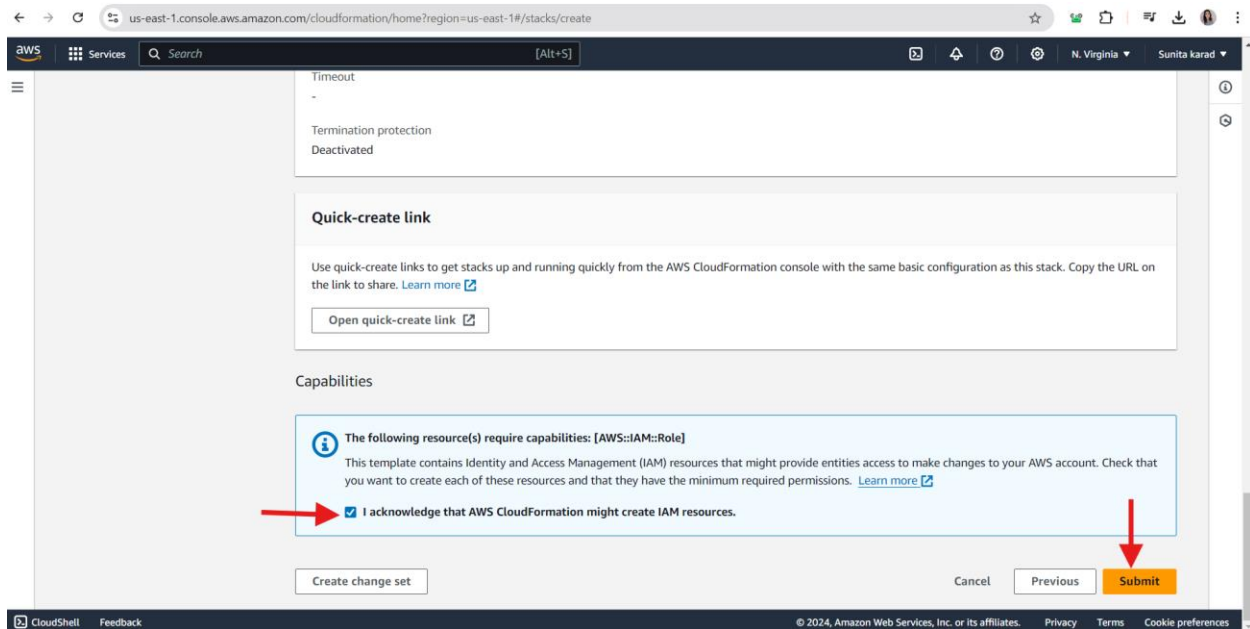 us-east-1.console.aws.amazon.com/cloudformation/home?region=us-east-1#/stacks/create
aws Services Search [Alt+S] N. Virginia Sunita karad
Timeout
-
Termination protection
Deactivated
Quick-create link
Use quick-create links to get stacks up and running quickly from the AWS CloudFormation console with the same basic configuration as this stack. Copy the URL on
the link to share. Learn more
Open quick-create link
Capabilities
The following resource(s) require capabilities: [AWS::IAM::Role]
This template contains Identity and Access Management (IAM) resources that might provide entities access to make changes to your AWS account. Check that
you want to create each of these resources and that they have the minimum required permissions. Learn more
I acknowledge that AWS CloudFormation might create IAM resources.
Create change set Cancel Previous Submit
CloudShell Feedback © 2024, Amazon Web Services, Inc. or its affiliates. Privacy Terms Cookie preferences